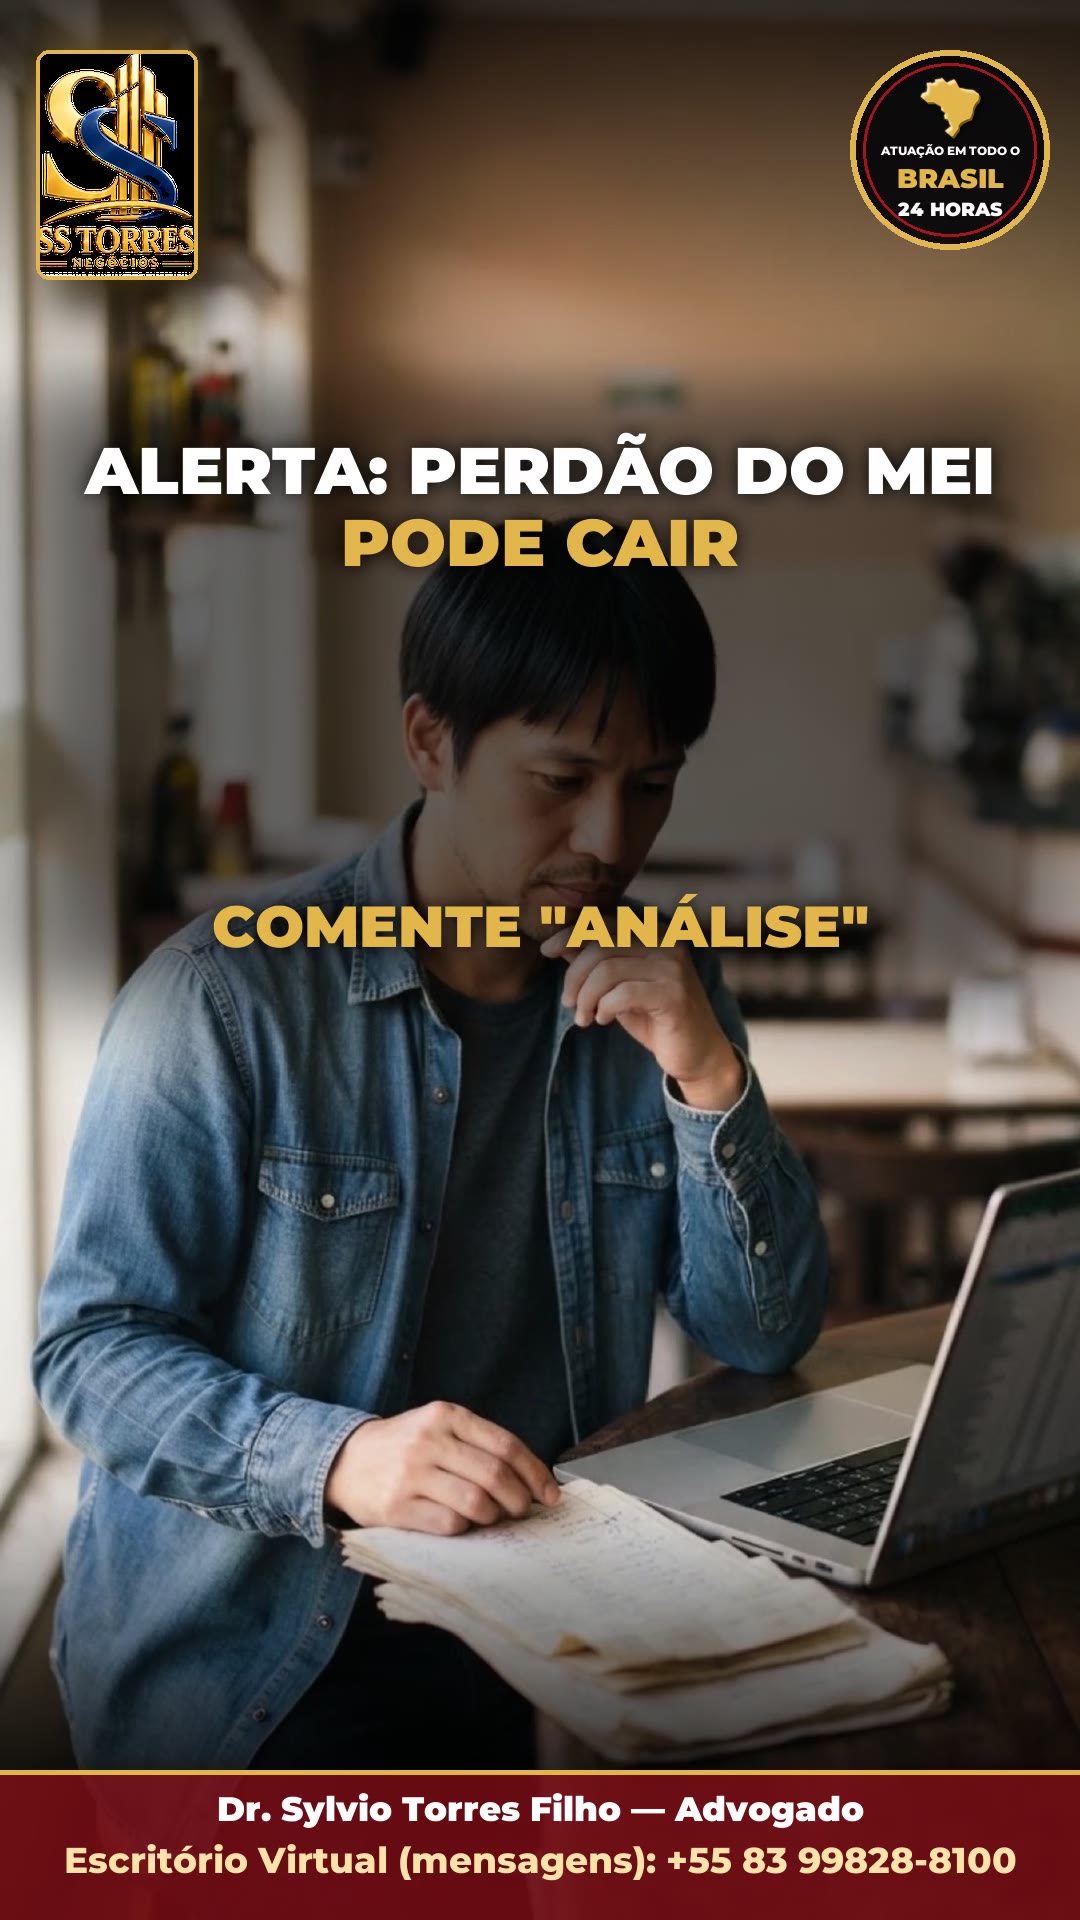 SS TORRES
NEGÓCIOS
ATUAÇÃO EM TODO O
BRASIL
24 HORAS
ALERTA: PERDÃO DO MEI
PODE CAIR
COMENTE "ANÁLISE"
Dr. Sylvio Torres Filho — Advogado
Escritório Virtual (mensagens): +55 83 99828-8100